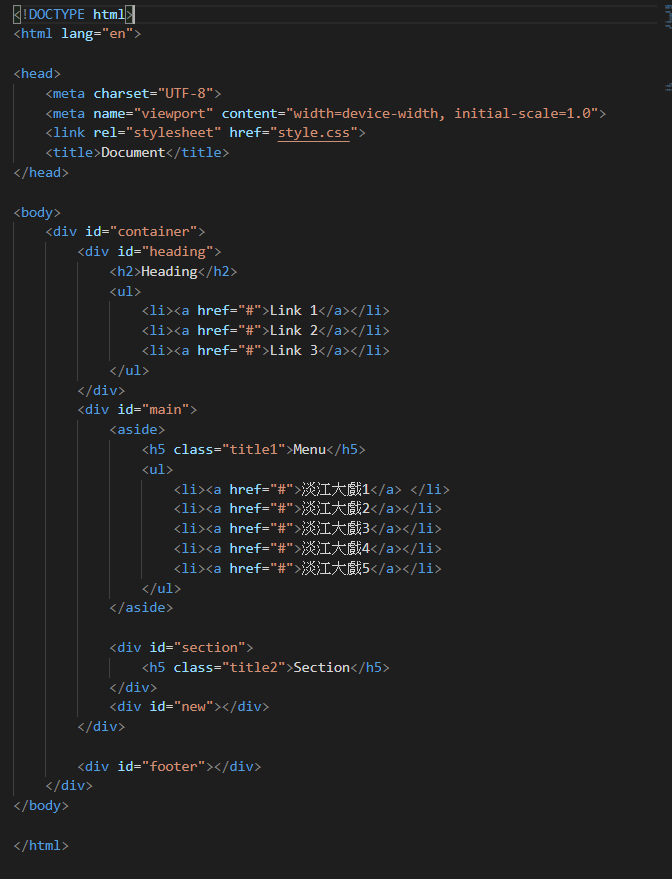 <!DOCTYPE html>
<html lang="en">
<head>
<meta charset="UTF-8">
<meta name="viewport" content="width=device-width, initial-scale=1.0">
<link rel="stylesheet" href="style.css">
<title>Document</title>
</head>
<body>
<div id="container">
<div id="heading">
<h2>Heading</h2>
<ul>
<li><a href="#">Link 1</a></li>
<li><a href="#">Link 2</a></li>
<li><a href="#">Link 3</a></li>
</ul>
</div>
<div id="main">
<aside>
<h5 class="title1">Menu</h5>
<ul>
<li><a href="#">淡江大戲1</a> </li>
<li><a href="#">淡江大戲2</a></li>
<li><a href="#">淡江大戲3</a></li>
<li><a href="#">淡江大戲4</a></li>
<li><a href="#">淡江大戲5</a></li>
</ul>
</aside>
<div id="section">
<h5 class="title2">Section</h5>
</div>
<div id="new"></div>
</div>
<div id="footer"></div>
</div>
</body>
</html>